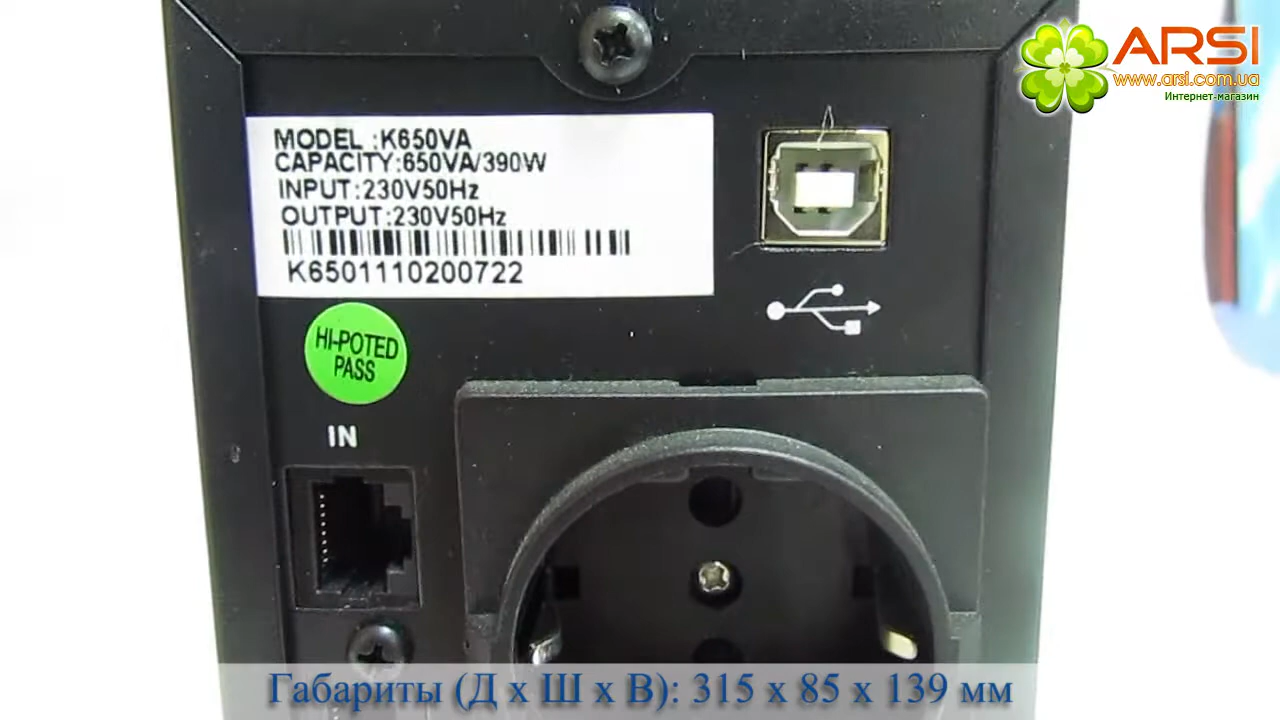 ARSI
www.arsi.com.ua
Интернет-магазин
MODEL :K650VA
CAPACITY:650VA/390W
INPUT:230V50Hz
OUTPUT:230V50Hz
K6501110200722
HI-POTED
PASS
IN
Габариты (Д x Ш x В): 315 x 85 x 139 мм